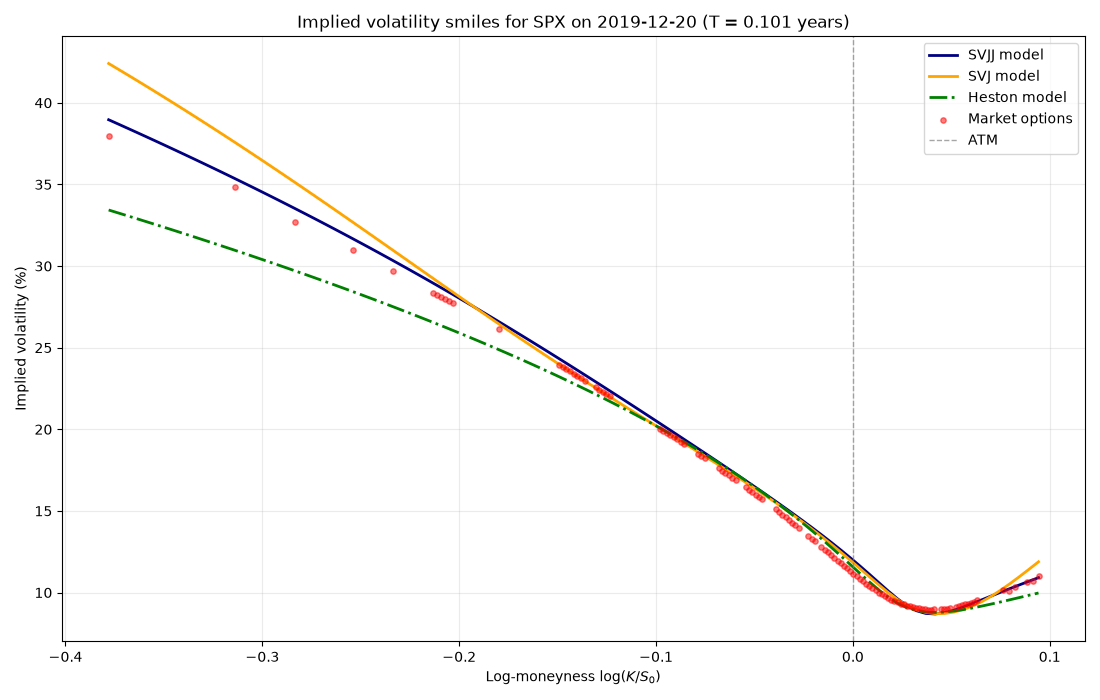 Implied volatility smiles for SPX on 2019-12-20 (T = 0.101 years)
SVJJ model
SVJ model
Heston model
Market options
ATM
Implied volatility (%)
40
35
30
25
20
15
10
−0.4 −0.3 −0.2 −0.1 0.0 0.1
Log-moneyness log(K/S₀)